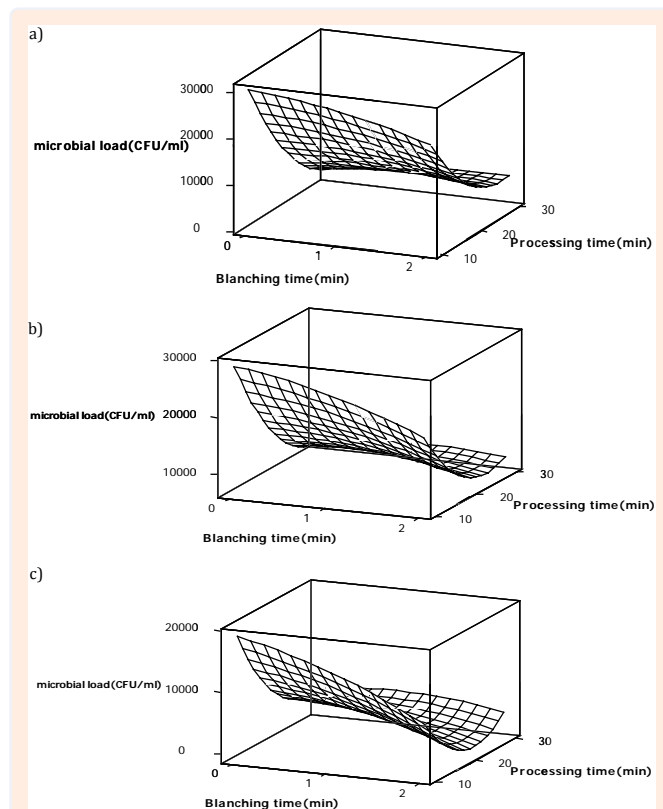 a)
30000
20000
microbial load(CFU/ml)
10000
0
0
1
2
10
20
30
Blanching time(min)
Processing time(min)
b)
30000
20000
microbial load(CFU/ml)
10000
0
1
2
10
20
30
Blanching time(min)
Processing time(min)
c)
20000
microbial load(CFU/ml)
10000
0
0
1
2
10
20
30
Blanching time(min)
Processing time(min)